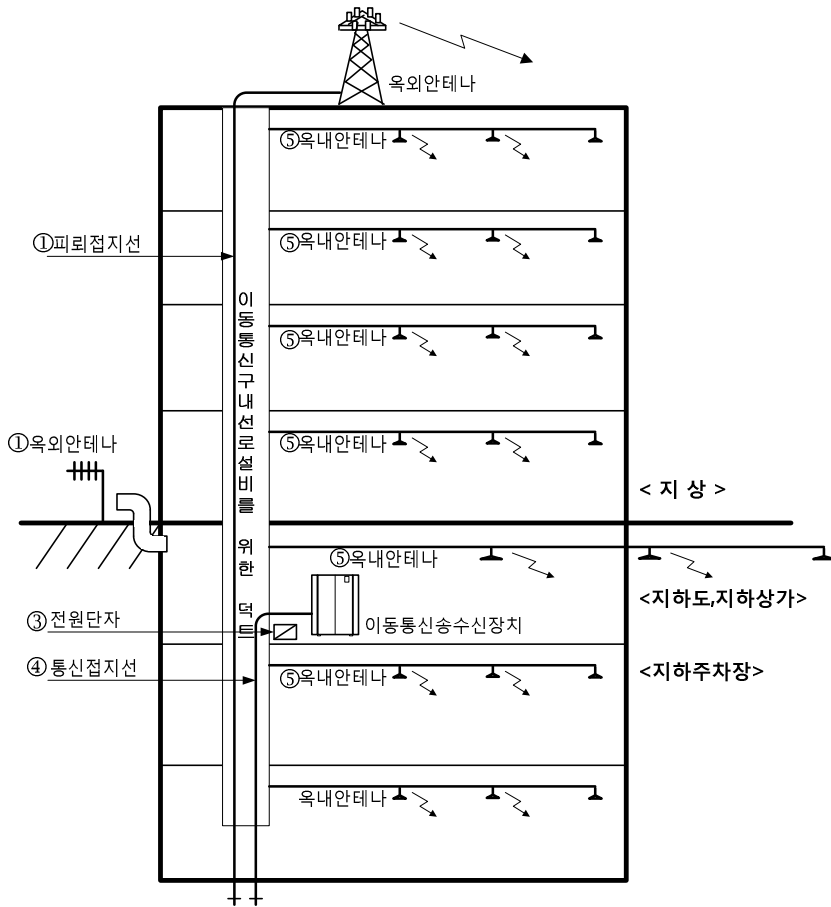 옥외안테나
⑤옥내안테나
①피뢰접지선
⑤옥내안테나
이동통신구내선로설비를 위한 덕트
⑤옥내안테나
①옥외안테나
⑤옥내안테나
< 지 상 >
⑤옥내안테나
<지하도,지하상가>
③전원단자
이동통신송수신장치
④통신접지선
⑤옥내안테나
<지하주차장>
옥내안테나